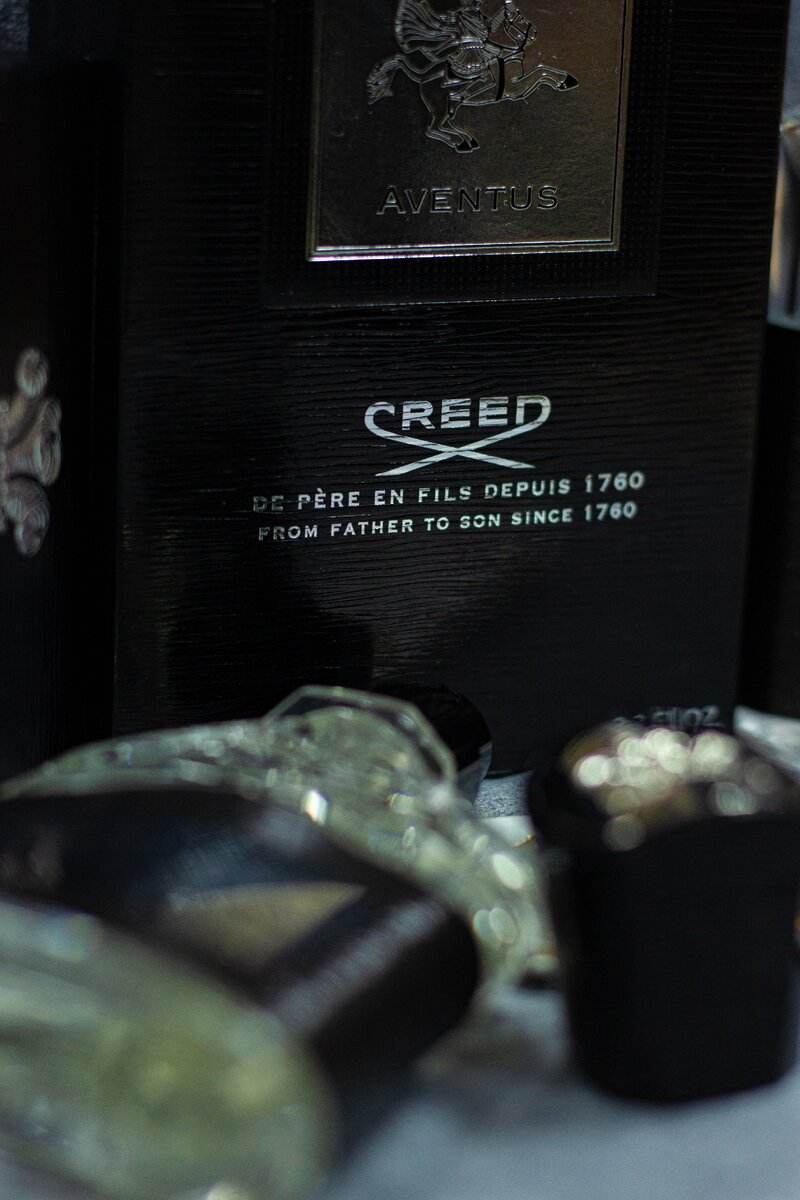 AVENTUS
CREED
DE PÈRE EN FILS DEPUIS 1760
FROM FATHER TO SON SINCE 1760